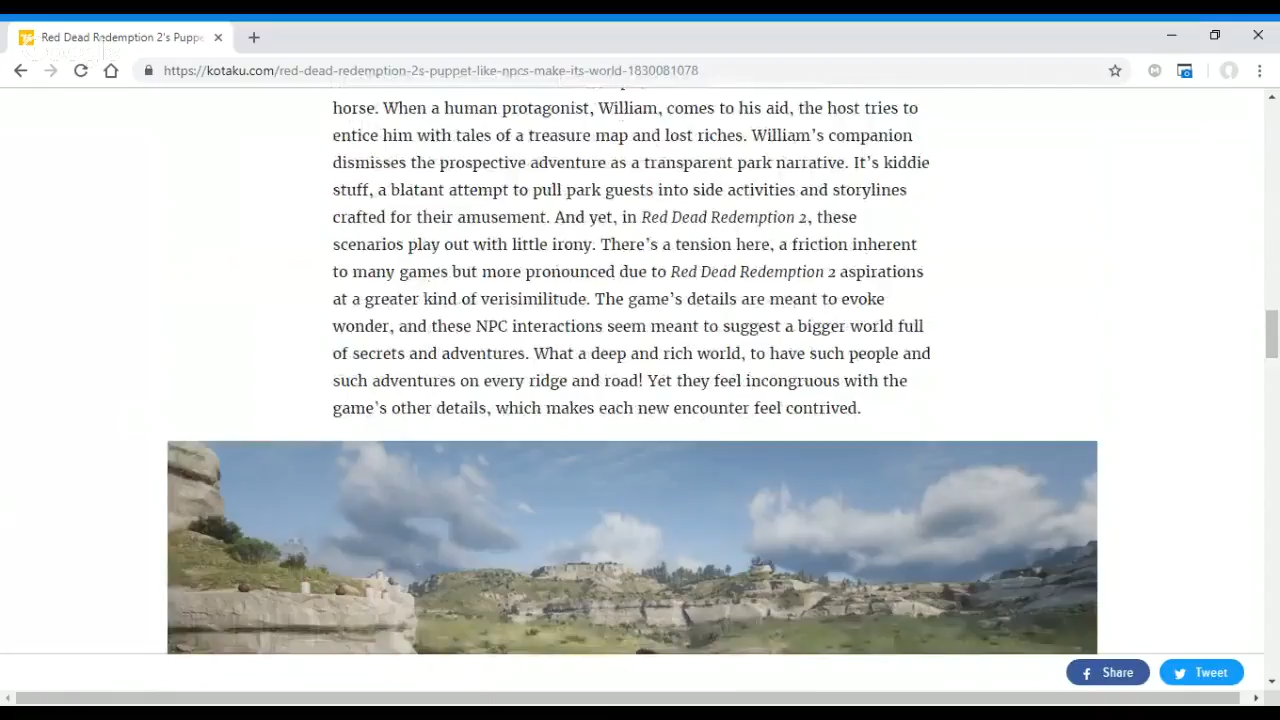 Red Dead Redemption 2's Puppe
https://kotaku.com/red-dead-redemption-2s-puppet-like-npcs-make-its-world-1830081078
horse. When a human protagonist, William, comes to his aid, the host tries to
entice him with tales of a treasure map and lost riches. William’s companion
dismisses the prospective adventure as a transparent park narrative. It’s kiddie
stuff, a blatant attempt to pull park guests into side activities and storylines
crafted for their amusement. And yet, in Red Dead Redemption 2, these
scenarios play out with little irony. There’s a tension here, a friction inherent
to many games but more pronounced due to Red Dead Redemption 2 aspirations
at a greater kind of verisimilitude. The game’s details are meant to evoke
wonder, and these NPC interactions seem meant to suggest a bigger world full
of secrets and adventures. What a deep and rich world, to have such people and
such adventures on every ridge and road! Yet they feel incongruous with the
game’s other details, which makes each new encounter feel contrived.
Share
Tweet